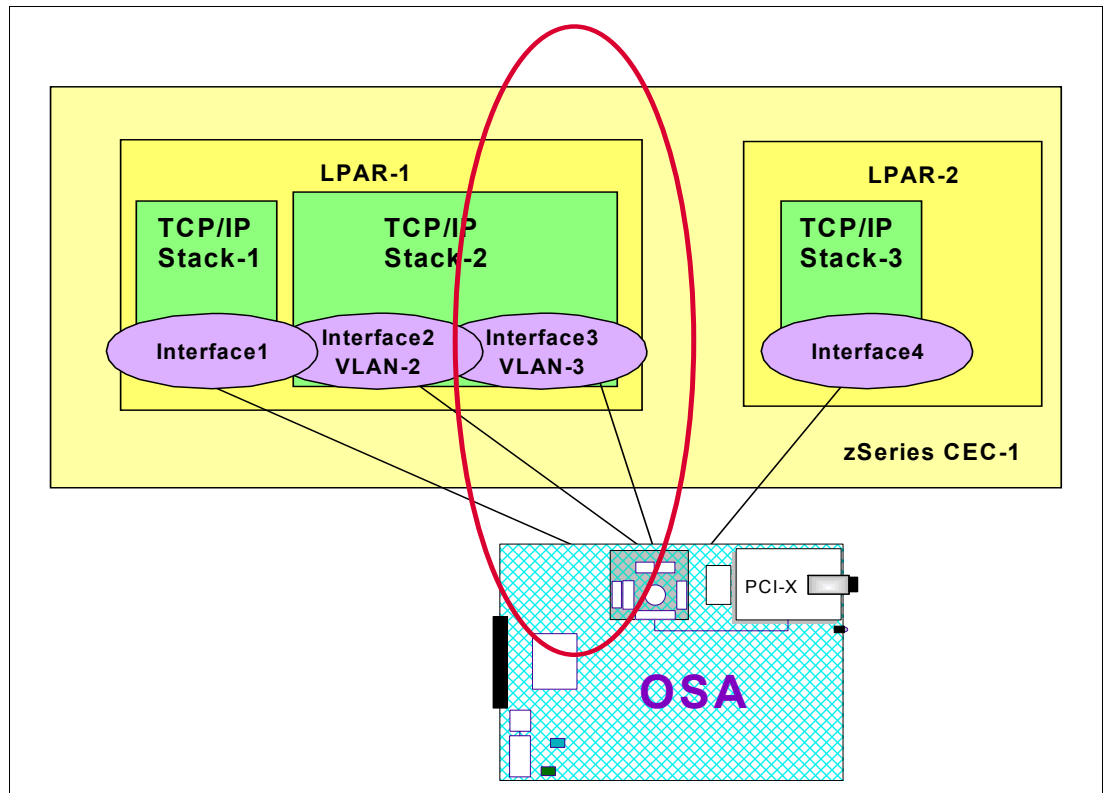 LPAR-1
LPAR-2
TCP/IP
Stack-1
TCP/IP
Stack-2
TCP/IP
Stack-3
Interface1
Interface2
VLAN-2
Interface3
VLAN-3
Interface4
zSeries CEC-1
PCI-X
OSA